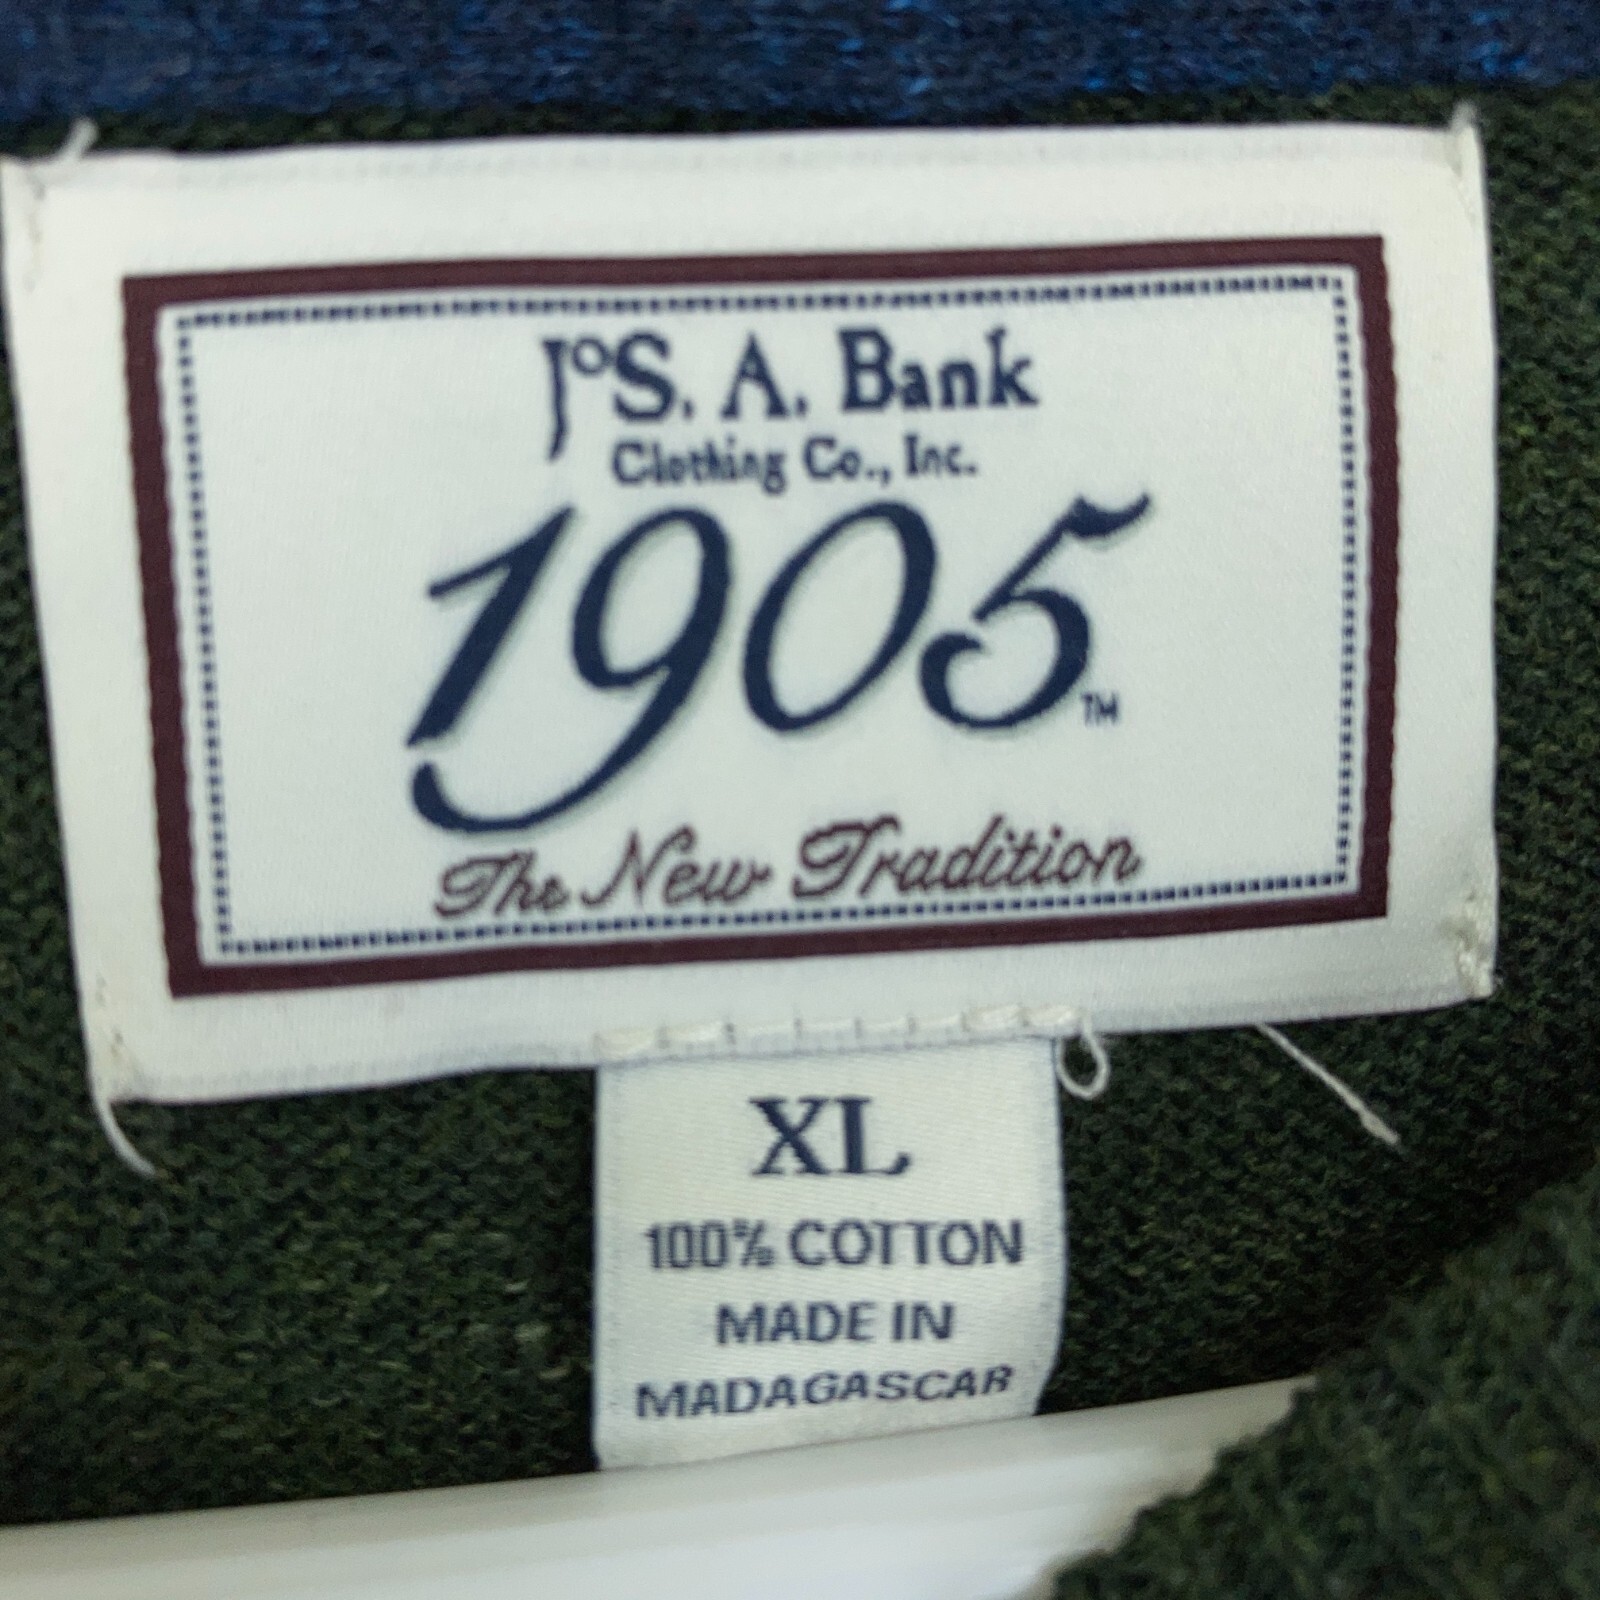 JoS. A. Bank
Clothing Co., Inc.
1905™
The New Tradition
XL
100% COTTON
MADE IN
MADAGASCAR